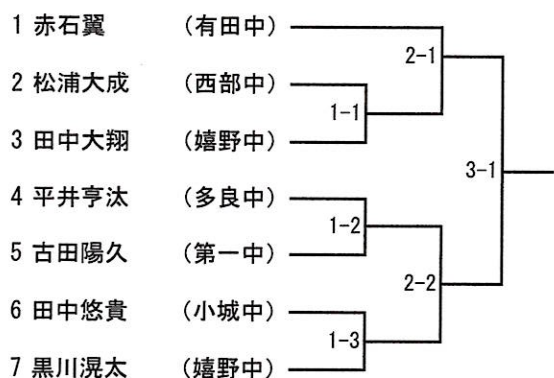 1 赤石翼 (有田中)
2-1
2 松浦大成 (西部中)
1-1
3 田中大翔 (嬉野中)
3-1
4 平井亨汰 (多良中)
1-2
5 古田陽久 (第一中)
2-2
6 田中悠貴 (小城中)
1-3
7 黒川滉太 (嬉野中)